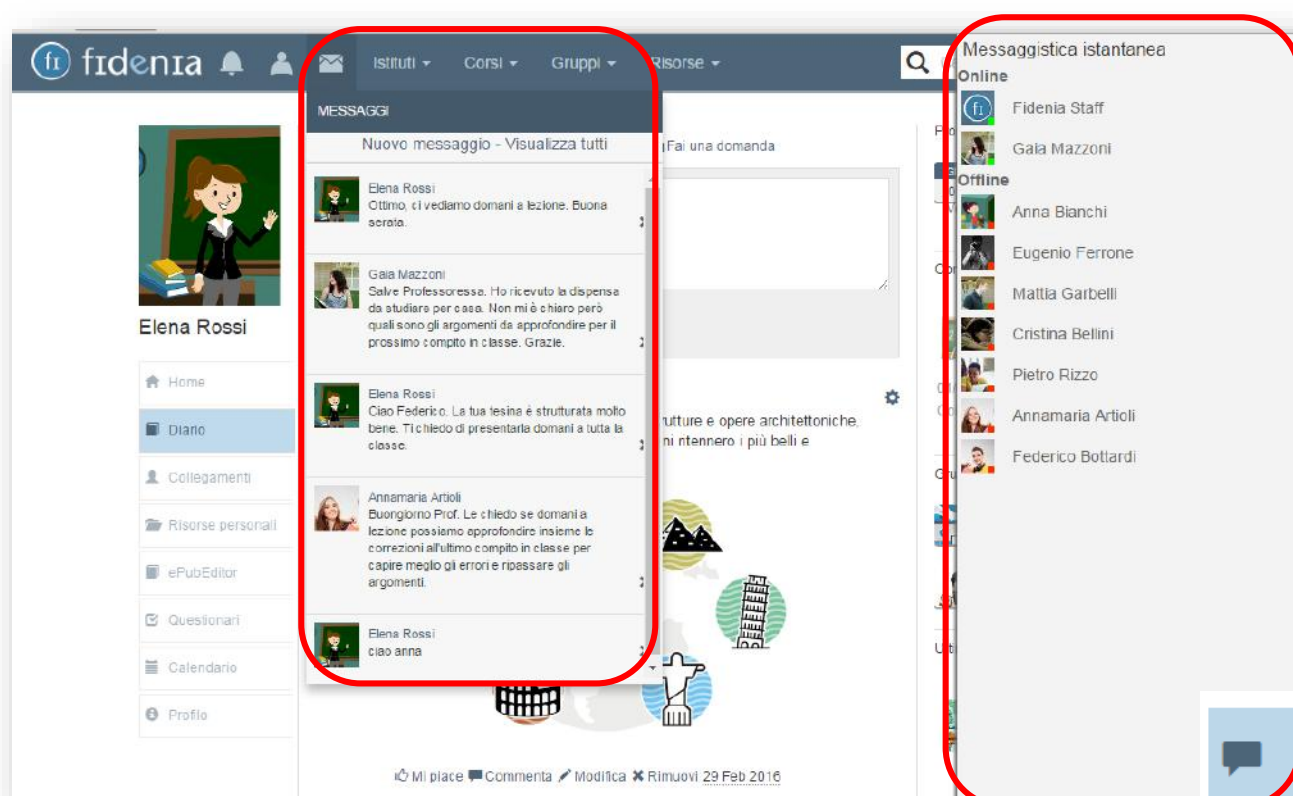 fidenia
Istituti
Corsi
Gruppi
Risorse
MESSAGGI
Nuovo messaggio - Visualizza tutti
Elena Rossi
Ottimo, ci vediamo domani a lezione. Buona
serata.
Gaia Mazzoni
Salve Professoressa. Ho ricevuto la dispensa
da studiare per casa. Non mi è chiaro però
quali sono gli argomenti da approfondire per il
prossimo compito in classe. Grazie.
Elena Rossi
Ciao Federico. La tua tesina è strutturata molto
bene. Ti chiedo di presentarla domani a tutta la
classe.
Annamaria Artioli
Buongiorno Prof. Le chiedo se domani a
lezione possiamo approfondire insieme le
correzioni all'ultimo compito in classe per
capire meglio gli errori e ripassare gli
argomenti.
Elena Rossi
ciao anna
Elena Rossi
Home
Diario
Collegamenti
Risorse personali
ePubEditor
Questionari
Calendario
Profilo
Fai una domanda
opere architettoniche.
i più belli e
Mi piace Commenta Modifica Rimuovi 29 Feb 2016
Messaggistica istantanea
Online
Fidenia Staff
Gaia Mazzoni
Offline
Anna Bianchi
Eugenio Ferrone
Mattia Garbelli
Cristina Bellini
Pietro Rizzo
Annamaria Artioli
Federico Bottardi